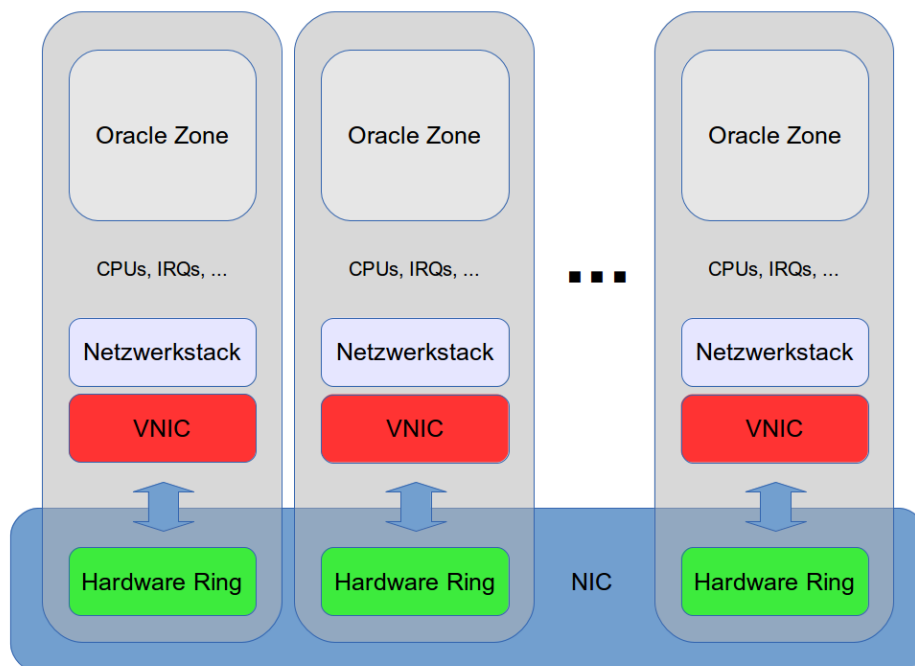 Oracle Zone
Oracle Zone
Oracle Zone
CPUs, IRQs, ...
CPUs, IRQs, ...
...
CPUs, IRQs, ...
Netzwerkstack
Netzwerkstack
Netzwerkstack
VNIC
VNIC
VNIC
Hardware Ring
Hardware Ring
NIC
Hardware Ring